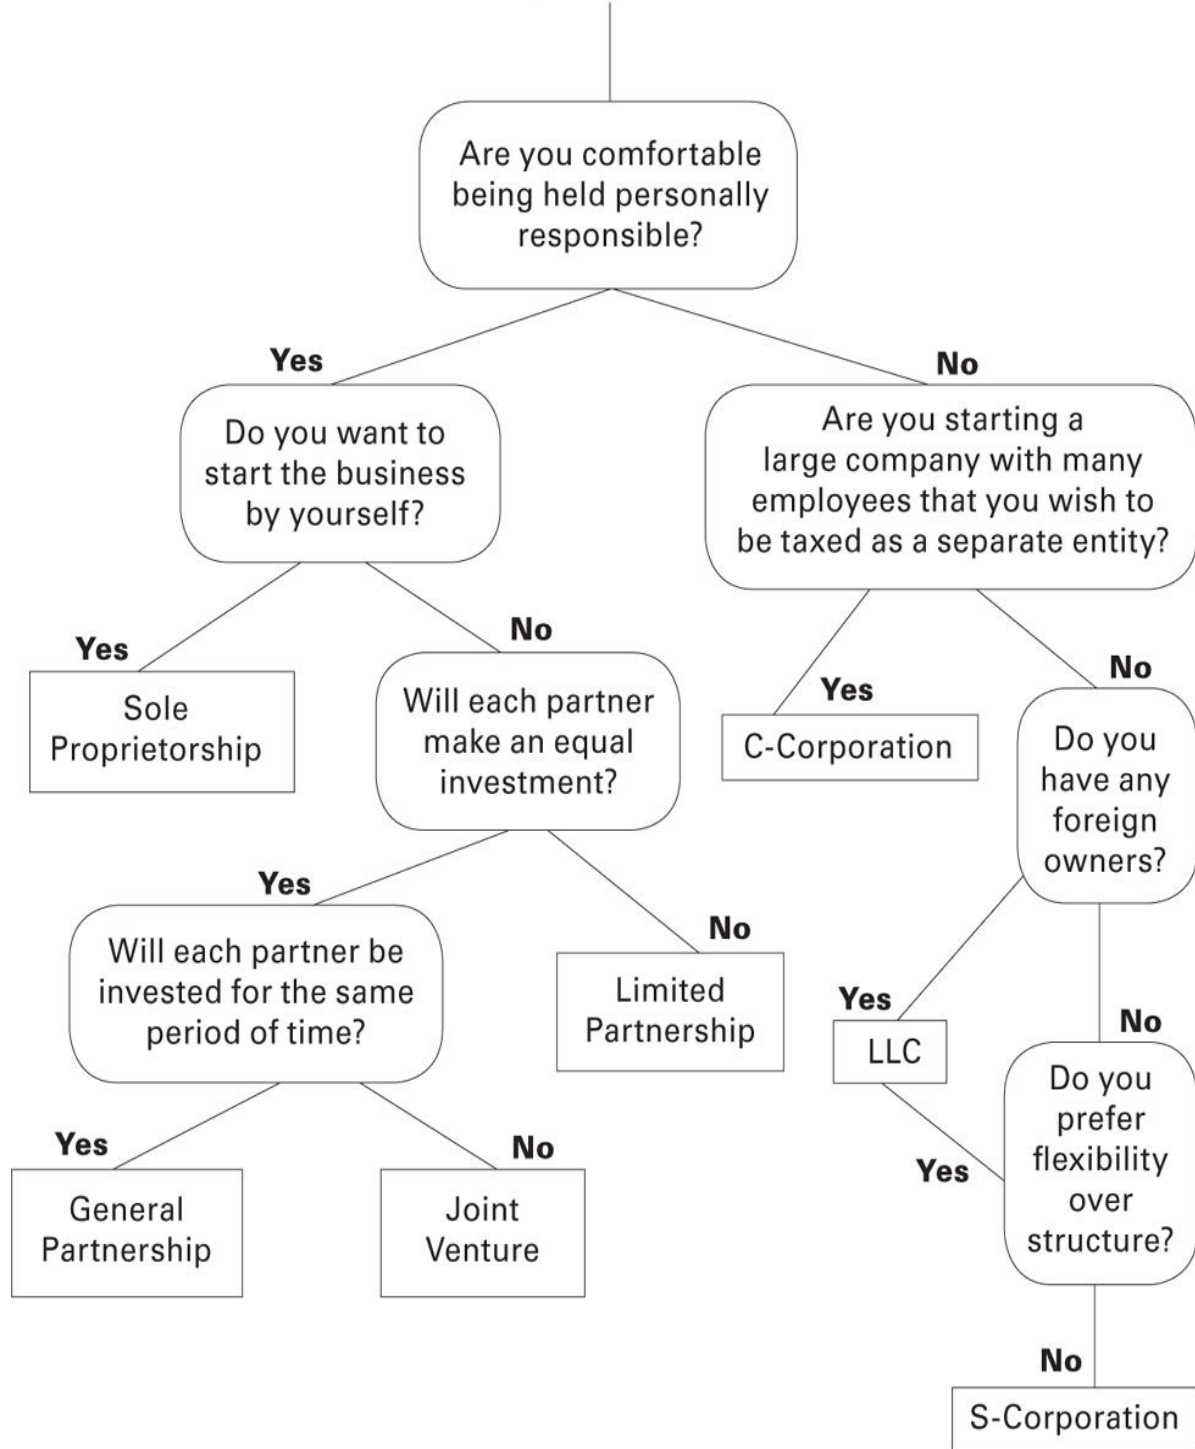 Are you comfortable
being held personally
responsible?
Yes
No
Do you want to
start the business
by yourself?
Are you starting a
large company with many
employees that you wish to
be taxed as a separate entity?
Yes
No
Sole
Proprietorship
Will each partner
make an equal
investment?
Yes
No
C-Corporation
Do you
have any
foreign
owners?
Yes
No
Will each partner be
invested for the same
period of time?
Limited
Partnership
Yes
No
LLC
Do you
prefer
flexibility
over
structure?
Yes
No
Yes
General
Partnership
Joint
Venture
No
S-Corporation